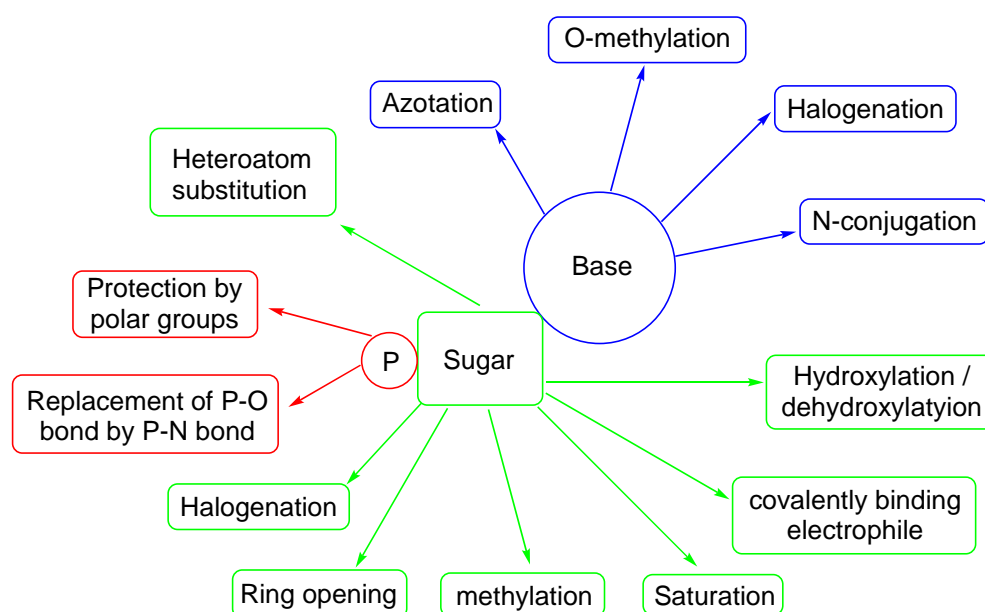 O-methylation
Azotation
Halogenation
Heteroatom
substitution
N-conjugation
Base
Protection by
polar groups
P
Sugar
Hydroxylation /
dehydroxylatyion
Replacement of P-O
bond by P-N bond
Halogenation
covalently binding
electrophile
Ring opening
methylation
Saturation